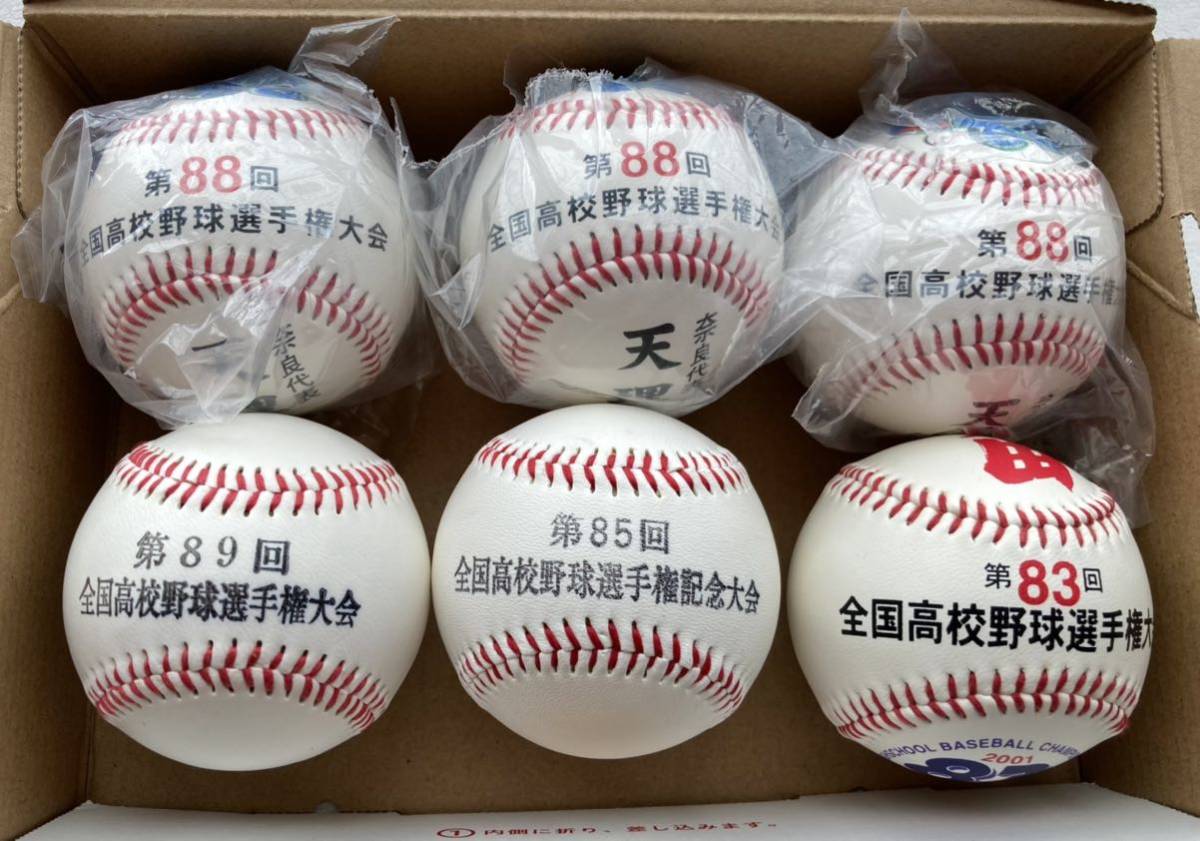 第88回
全国高校野球選手権大会
奈良代表
第88回
全国高校野球選手権大会
奈良代表
天
第88回
全国高校野球選手権
天
第89回
全国高校野球選手権大会
第85回
全国高校野球選手権記念大会
第83回
全国高校野球選手権大
SCHOOL BASEBALL CHAMP
2001
①内側に折り、差し込みます。